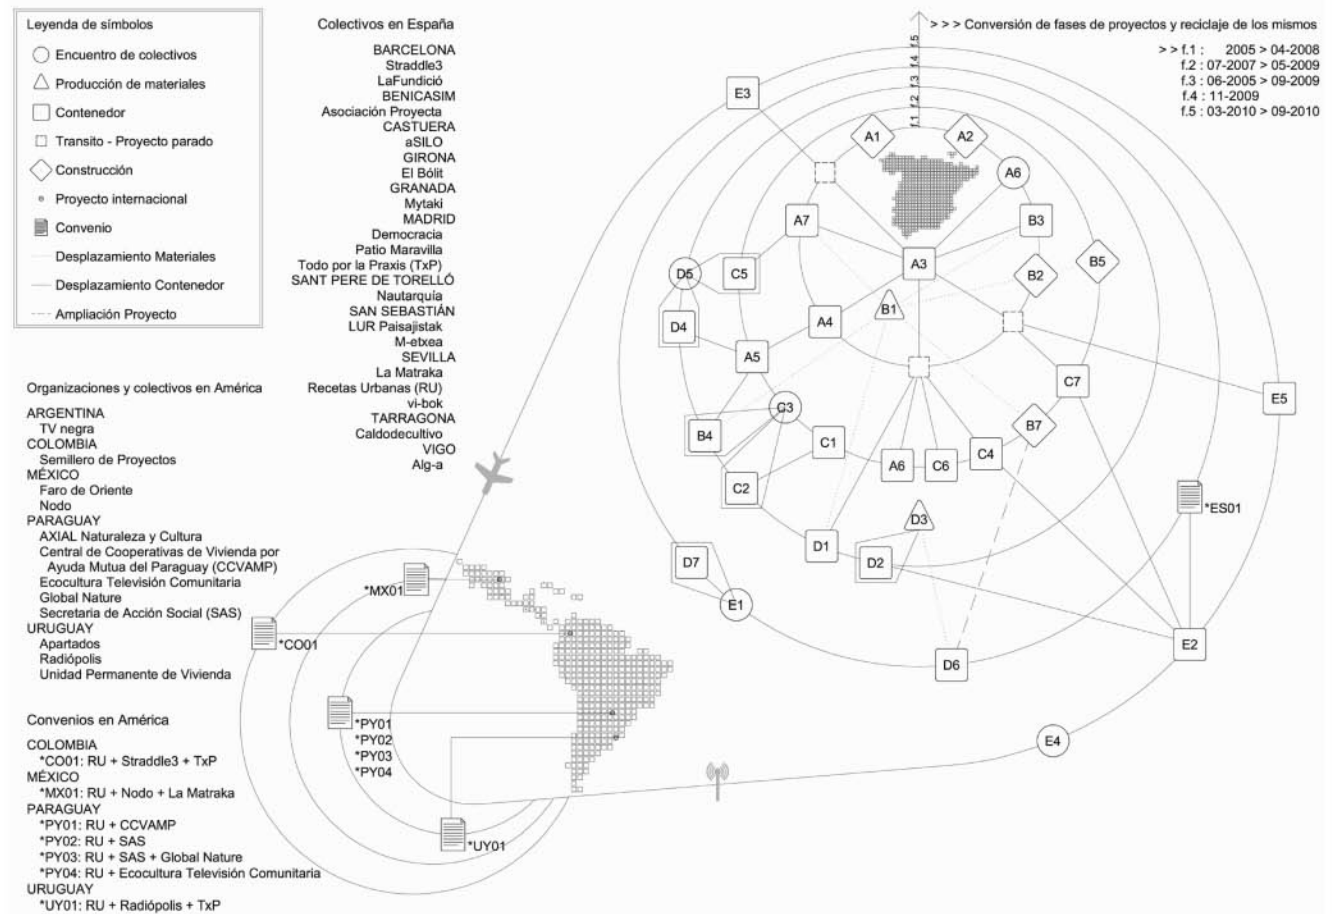 Leyenda de símbolos
Encuentro de colectivos
Producción de materiales
Contenedor
Transito - Proyecto parado
Construcción
Proyecto internacional
Convenio
Desplazamiento Materiales
Desplazamiento Contenedor
Ampliación Proyecto
Organizaciones y colectivos en América
ARGENTINA
TV negra
COLOMBIA
Semillero de Proyectos
MÉXICO
Faro de Oriente
Nodo
PARAGUAY
AXIAL Naturaleza y Cultura
Central de Cooperativas de Vivienda por
Ayuda Mutua del Paraguay (CCVAMP)
Ecocultura Televisión Comunitaria
Global Nature
Secretaria de Acción Social (SAS)
URUGUAY
Apartados
Radiópolis
Unidad Permanente de Vivienda
Convenios en América
COLOMBIA
*CO01: RU + Straddle3 + TxP
MÉXICO
*MX01: RU + Nodo + La Matraka
PARAGUAY
*PY01: RU + CCVAMP
*PY02: RU + SAS
*PY03: RU + SAS + Global Nature
*PY04: RU + Ecocultura Televisión Comunitaria
URUGUAY
*UY01: RU + Radiópolis + TxP
Colectivos en España
BARCELONA
Straddle3
LaFundició
BENICASIM
Asociación Proyecta
CASTUERA
aSILO
GIRONA
El Bólit
GRANADA
Mytaki
MADRID
Democracia
Patio Maravilla
Todo por la Praxis (TxP)
SANT PERE DE TORELLÓ
Nautarquía
SAN SEBASTIÁN
LUR Paisajistak
M-etxea
SEVILLA
La Matraka
Recetas Urbanas (RU)
vi-bok
TARRAGONA
Caldodecultivo
VIGO
Alg-a
> > > Conversión de fases de proyectos y reciclaje de los mismos
> > f.1 : 2005 > 04-2008
f.2 : 07-2007 > 05-2009
f.3 : 06-2005 > 09-2009
f.4 : 11-2009
f.5 : 03-2010 > 09-2010
f.5
f.4
f.3
f.2
f.1
E3
A1
A2
A6
A7
B3
A3
D5
C5
B2
B5
B1
D4
A4
A5
C7
E5
C3
B4
C1
B7
A6
C6
C4
C2
*ES01
D3
D1
D2
D7
E1
E2
D6
E4
*MX01
*CO01
*PY01
*PY02
*PY03
*PY04
*UY01